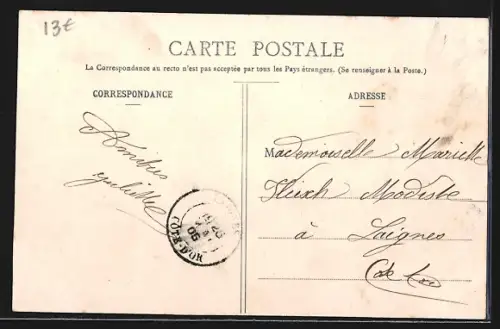 13€
CARTE POSTALE
La Correspondance au recto n'est pas acceptée par tous les Pays étrangers. (Se renseigner à la Poste.)
CORRESPONDANCE
ADRESSE
Amitiés
Mademoiselle Mariette
Modiste
à Laignes
CÔTE-D'OR